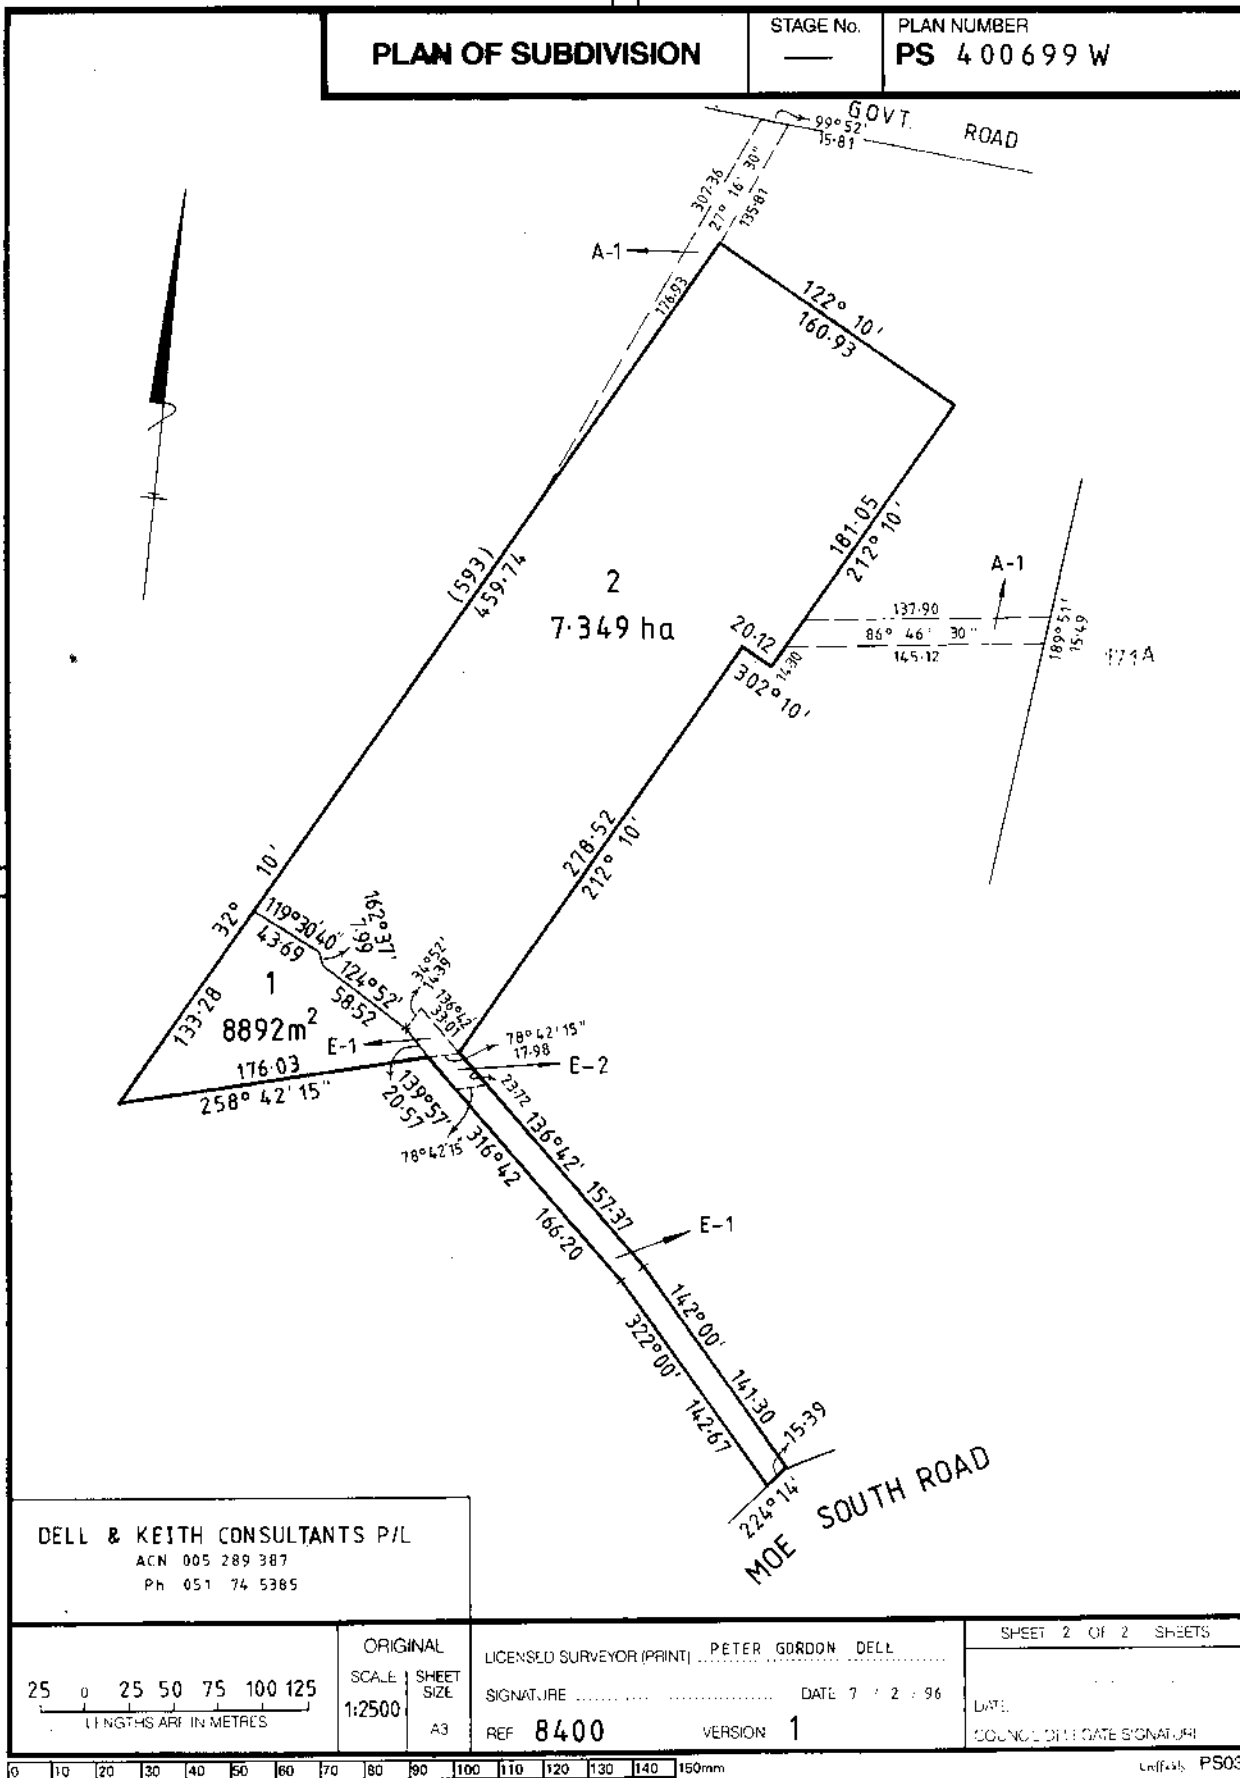 PLAN OF SUBDIVISION
STAGE No.
—
PLAN NUMBER
PS 400699 W
GOVT. ROAD
99°52'
15·81
307·36
27° 16' 30"
135·81
A-1
176·93
122° 10'
160·93
(593)
459·74
2
7·349 ha
181·05
212° 10'
A-1
137·90
86° 46' 30"
145·12
189° 51'
15·49
171A
20·12
14·30
302° 10'
278·52
212° 10'
32° 10'
119°30'40"
43·69
162°37'
7·99
34°52'
14·39
124°52'
58·52
136°42'
33·01
1
8892m²
133·28
E-1
78°42'15"
17·98
E-2
176·03
258° 42' 15"
139°57'
20·57
23·72
78°42'15
136°42'
316°42
157·37
166·20
E-1
142°00'
322°00'
141·30
142·67
15·39
224°14'
MOE SOUTH ROAD
DELL & KEITH CONSULTANTS P/L
ACN 005 289 387
Ph 051 74 5385
25 0 25 50 75 100 125
LENGTHS ARE IN METRES
ORIGINAL
SCALE
1:2500
SHEET SIZE
A3
LICENSED SURVEYOR (PRINT) PETER GORDON DELL
SIGNATURE DATE 7 / 2 / 96
REF 8400 VERSION 1
SHEET 2 OF 2 SHEETS
DATE
COUNCIL DELEGATE SIGNATURE
0 10 20 30 40 50 60 70 80 90 100 110 120 130 140 150mm
PS03